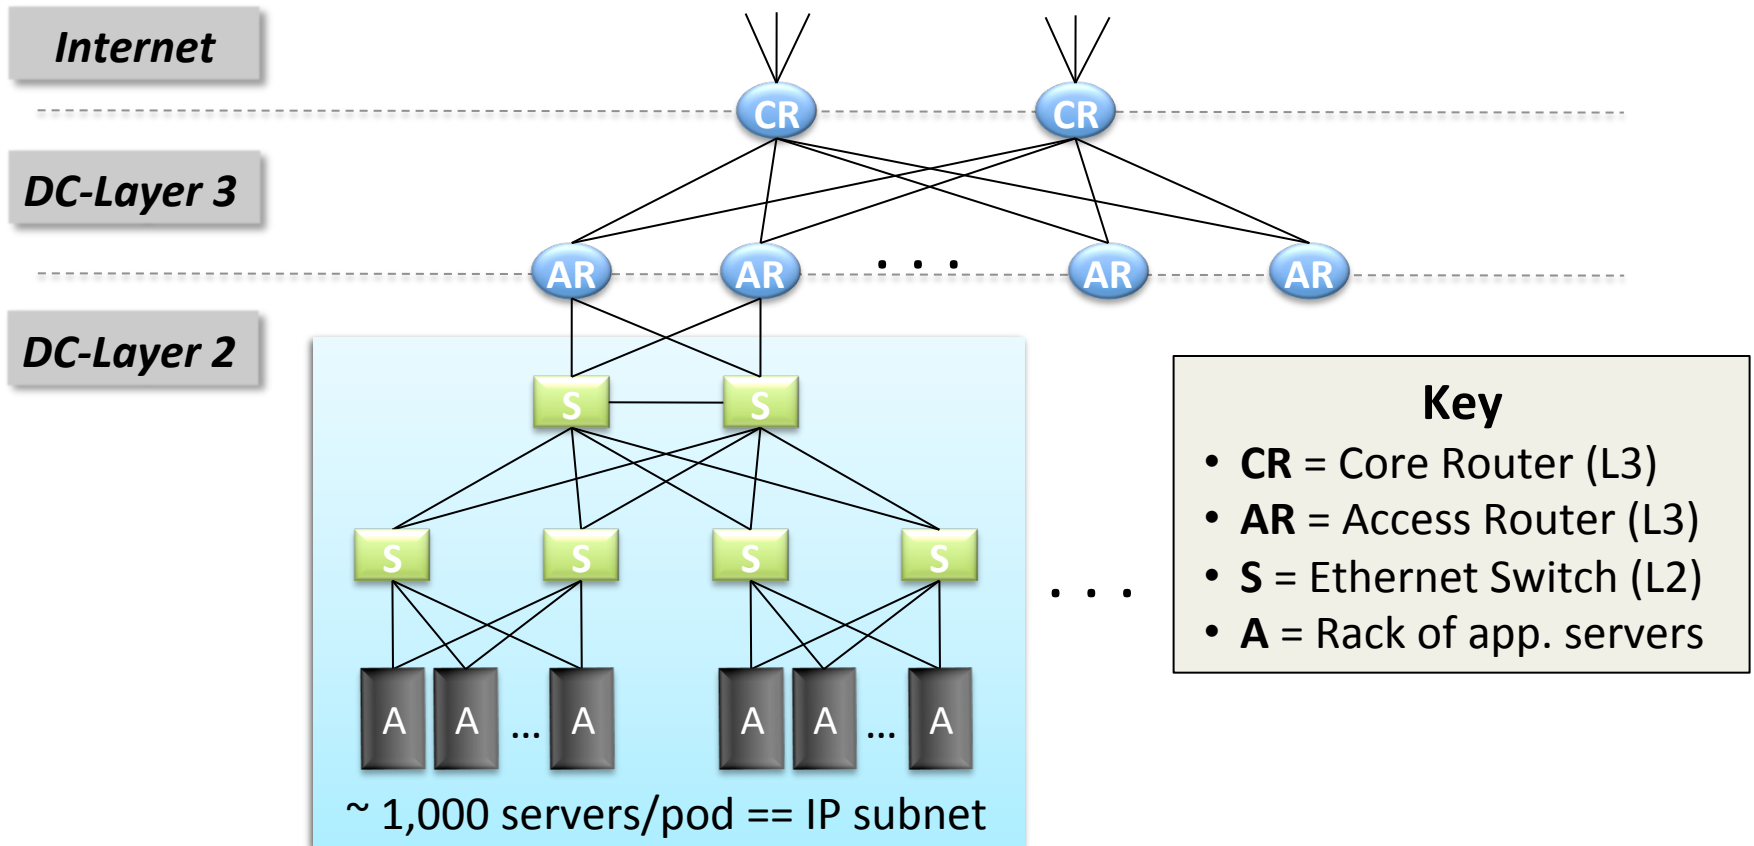 Internet
CR CR
DC-Layer 3
AR AR . . . AR AR
DC-Layer 2
S S
Key
• CR = Core Router (L3)
• AR = Access Router (L3)
• S = Ethernet Switch (L2)
• A = Rack of app. servers
S S S S
. . .
A A ... A A A ... A
~ 1,000 servers/pod == IP subnet